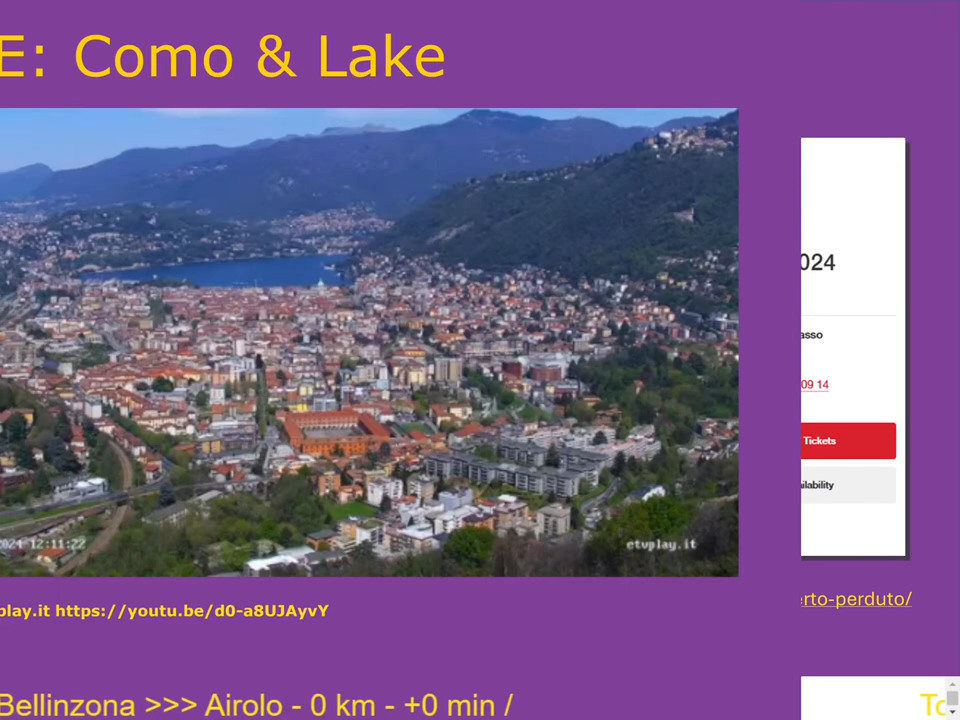 E: Como & Lake
2024 12:11:22
etvplay.it
play.it https://youtu.be/d0-a8UJAyvY
Bellinzona >>> Airolo - 0 km - +0 min /
024
asso
09 14
Tickets
ilability
erto-perduto/
To